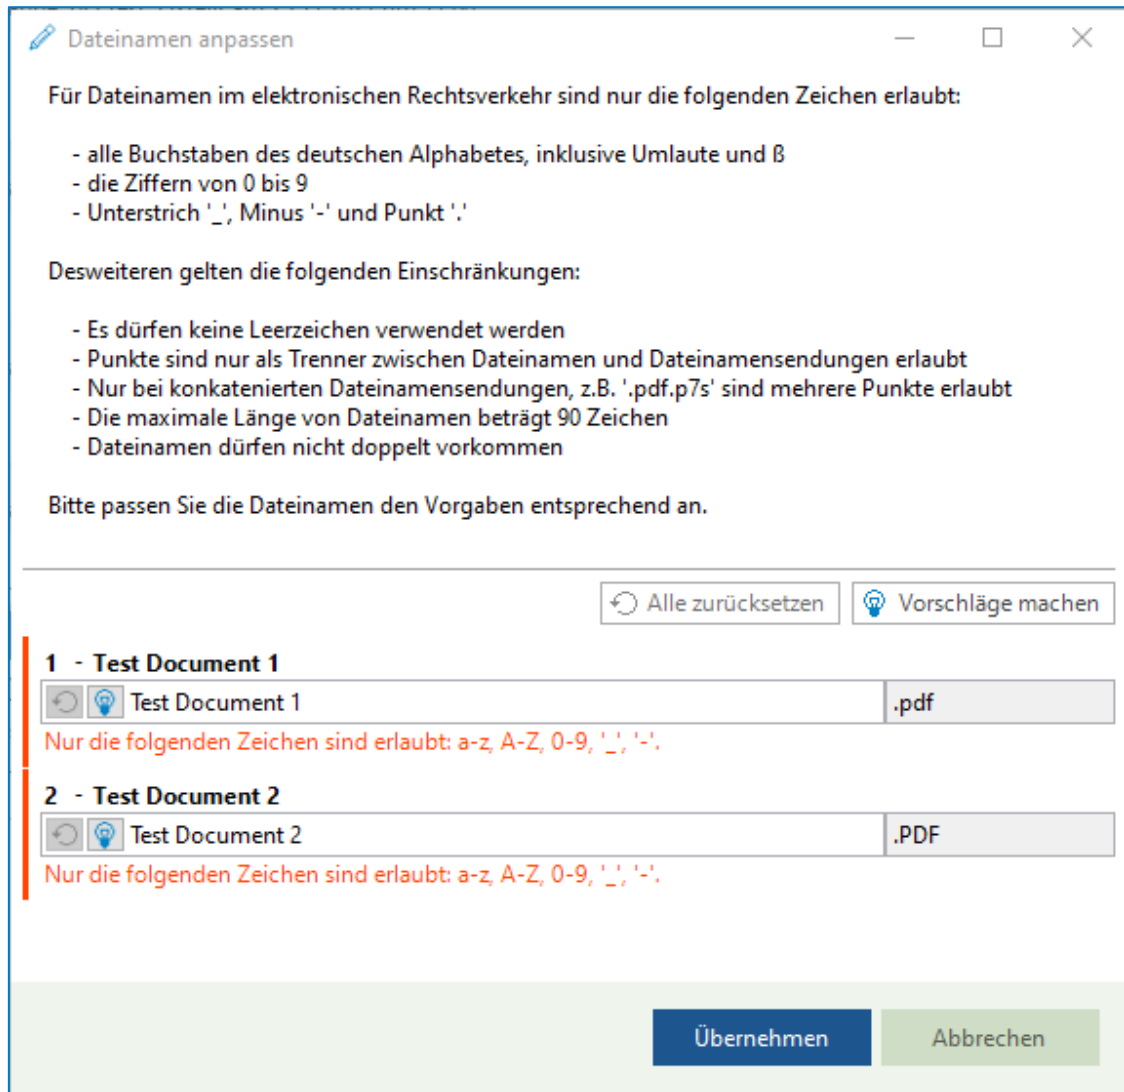 Dateinamen anpassen
Für Dateinamen im elektronischen Rechtsverkehr sind nur die folgenden Zeichen erlaubt:
- alle Buchstaben des deutschen Alphabetes, inklusive Umlaute und ß
- die Ziffern von 0 bis 9
- Unterstrich '_', Minus '-' und Punkt '.'
Desweiteren gelten die folgenden Einschränkungen:
- Es dürfen keine Leerzeichen verwendet werden
- Punkte sind nur als Trenner zwischen Dateinamen und Dateinamensendungen erlaubt
- Nur bei konkatenierten Dateinamensendungen, z.B. '.pdf.p7s' sind mehrere Punkte erlaubt
- Die maximale Länge von Dateinamen beträgt 90 Zeichen
- Dateinamen dürfen nicht doppelt vorkommen
Bitte passen Sie die Dateinamen den Vorgaben entsprechend an.
Alle zurücksetzen Vorschläge machen
1 - Test Document 1
Test Document 1 .pdf
Nur die folgenden Zeichen sind erlaubt: a-z, A-Z, 0-9, '_', '-'.
2 - Test Document 2
Test Document 2 .PDF
Nur die folgenden Zeichen sind erlaubt: a-z, A-Z, 0-9, '_', '-'.
Übernehmen Abbrechen